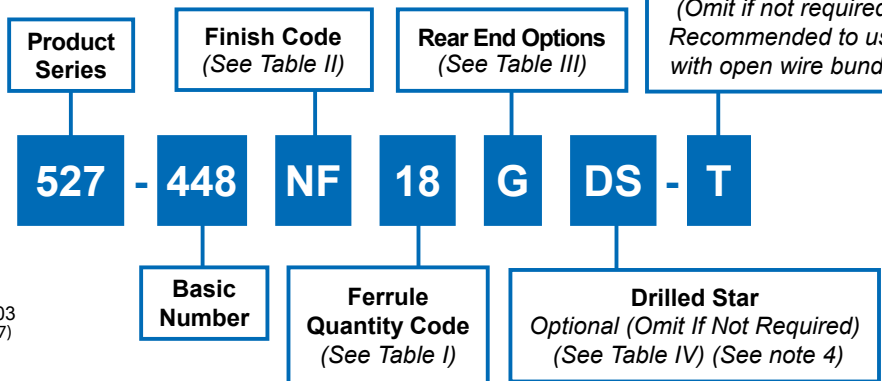 (Omit if not required
Recommended to
with open wire
Product
Series
Finish Code
(See Table II)
Rear End Options
(See Table III)
527 - 448 NF 18 G DS - T
Basic
Number
Ferrule
Quantity Code
(See Table I)
Drilled Star
Optional (Omit If Not Required)
(See Table IV) (See note 4)
03
7)